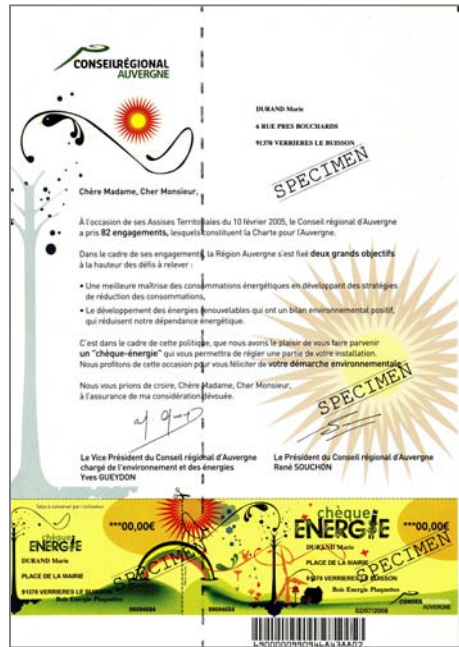 CONSEIL RÉGIONAL
AUVERGNE
DURAND Marie
6 RUE PRES BOUCHARDS
91370 VERRIERES LE BUISSON
SPECIMEN
Chère Madame, Cher Monsieur,
À l'occasion de ses Assises Territoriales du 10 février 2005, le Conseil régional d'Auvergne
a pris 82 engagements, lesquels constituent la Charte pour l'Auvergne.
Dans le cadre de ses engagements, la Région Auvergne s'est fixé deux grands objectifs
à la hauteur des défis à relever :
• Une meilleure maîtrise des consommations énergétiques en développant des stratégies
de réduction des consommations,
• Le développement des énergies renouvelables qui ont un bilan environnemental positif,
qui réduisent notre dépendance énergétique.
C'est dans le cadre de cette politique, que nous avons le plaisir de vous faire parvenir
un "chèque-énergie" qui vous permettra de régler une partie de votre installation.
Nous profitons de cette occasion pour vous féliciter de votre démarche environnementale.
SPECIMEN
Nous vous prions de croire, Chère Madame, Cher Monsieur,
à l'assurance de ma considération dévouée.
Le Vice Président du Conseil régional d'Auvergne
chargé de l'environnement et des énergies
Yves GUEYDON
Le Président du Conseil régional d'Auvergne
René SOUCHON
Talon à conserver par l'utilisateur
***00,00€
chèque
ENERGIE
DURAND Marie
PLACE DE LA MAIRIE
91370 VERRIERES LE BUISSON
Bois Energie Plaquettes
SPECIMEN
chèque
ENERGIE
***00,00€
DURAND Marie
PLACE DE LA MAIRIE
91370 VERRIERES LE BUISSON
Bois Energie Plaquettes
SPECIMEN
02/07/2008
CONSEIL RÉGIONAL
AUVERGNE